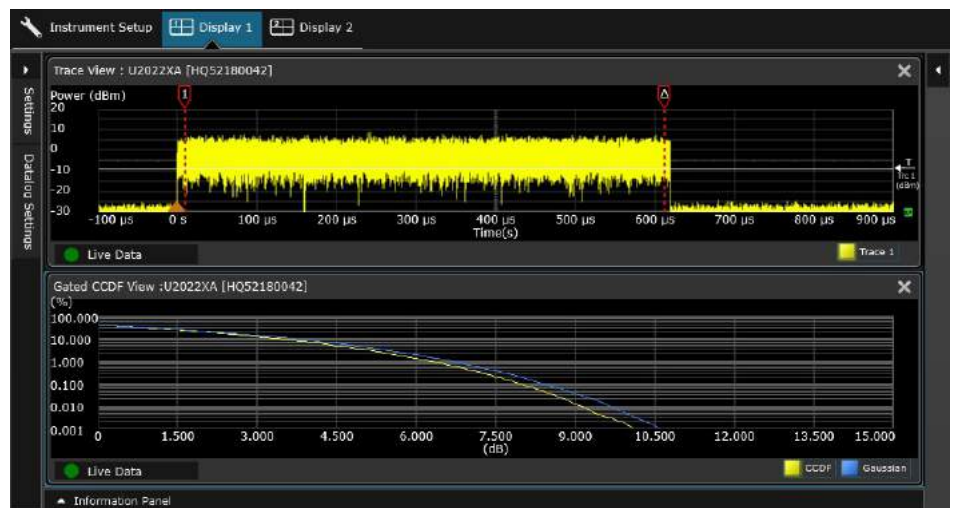 Instrument Setup 1 Display 1 2 Display 2
Settings
Datalog Settings
Trace View : U2022XA [HQ52180042]
Power (dBm)
1 Δ
20
10
0
-10
-20
-30
T
Trc 1
(dBm)
-100 µs 0 s 100 µs 200 µs 300 µs 400 µs 500 µs 600 µs 700 µs 800 µs 900 µs
Time(s)
Live Data Trace 1
Gated CCDF View :U2022XA [HQ52180042]
(%)
100.000
10.000
1.000
0.100
0.010
0.001
0 1.500 3.000 4.500 6.000 7.500 9.000 10.500 12.000 13.500 15.000
(dB)
Live Data CCDF Gaussian
Information Panel